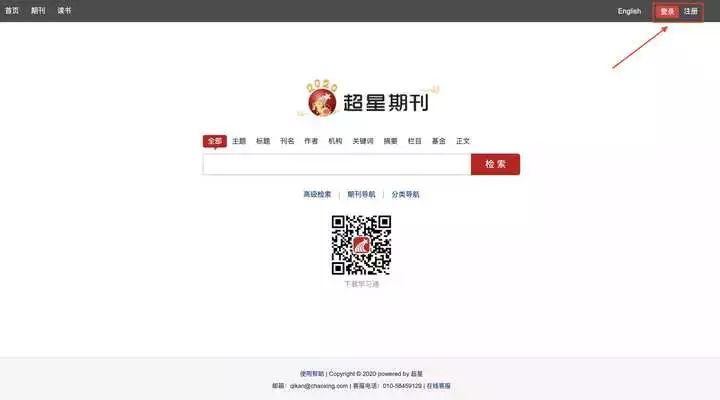 首页 期刊 读书 English 登录 注册
2020
超星期刊
全部 主题 标题 刊名 作者 机构 关键词 摘要 栏目 基金 正文
检 索
高级检索 | 期刊导航 | 分类导航
下载学习通
使用帮助 | Copyright © 2020 powered by 超星
邮箱：qikan@chaoxing.com | 客服电话：010-58459129 | 在线客服